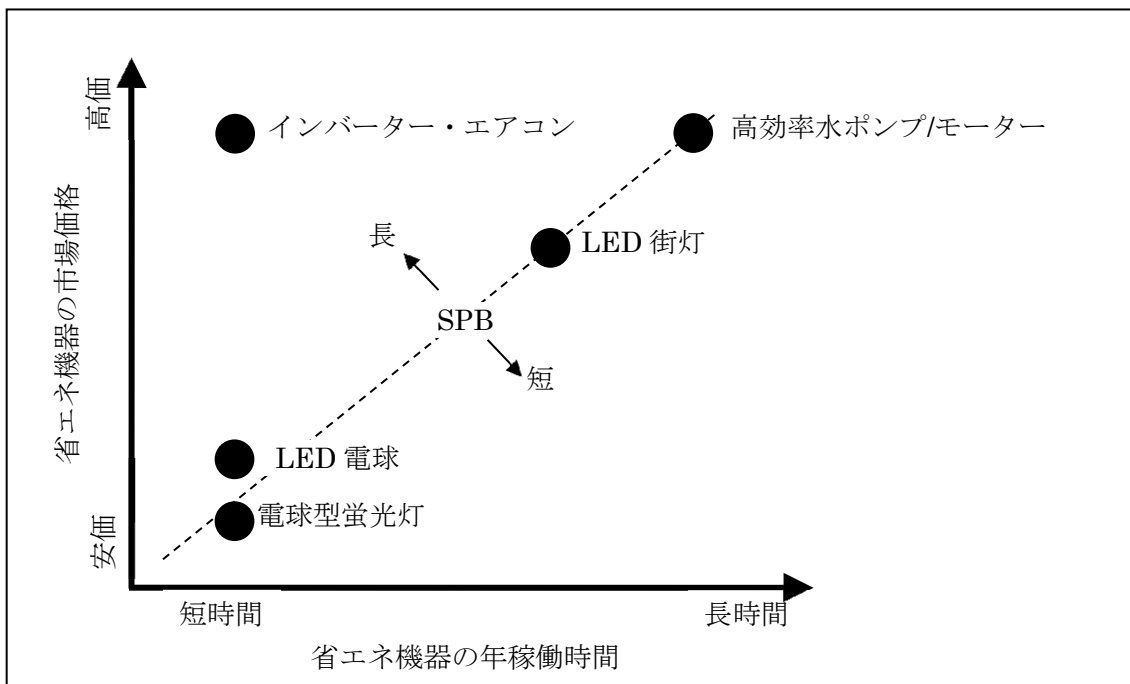 高価
インバーター・エアコン
高効率水ポンプ/モーター
長
LED 街灯
省エネ機器の市場価格
SPB
短
LED 電球
電球型蛍光灯
安価
短時間
長時間
省エネ機器の年稼働時間